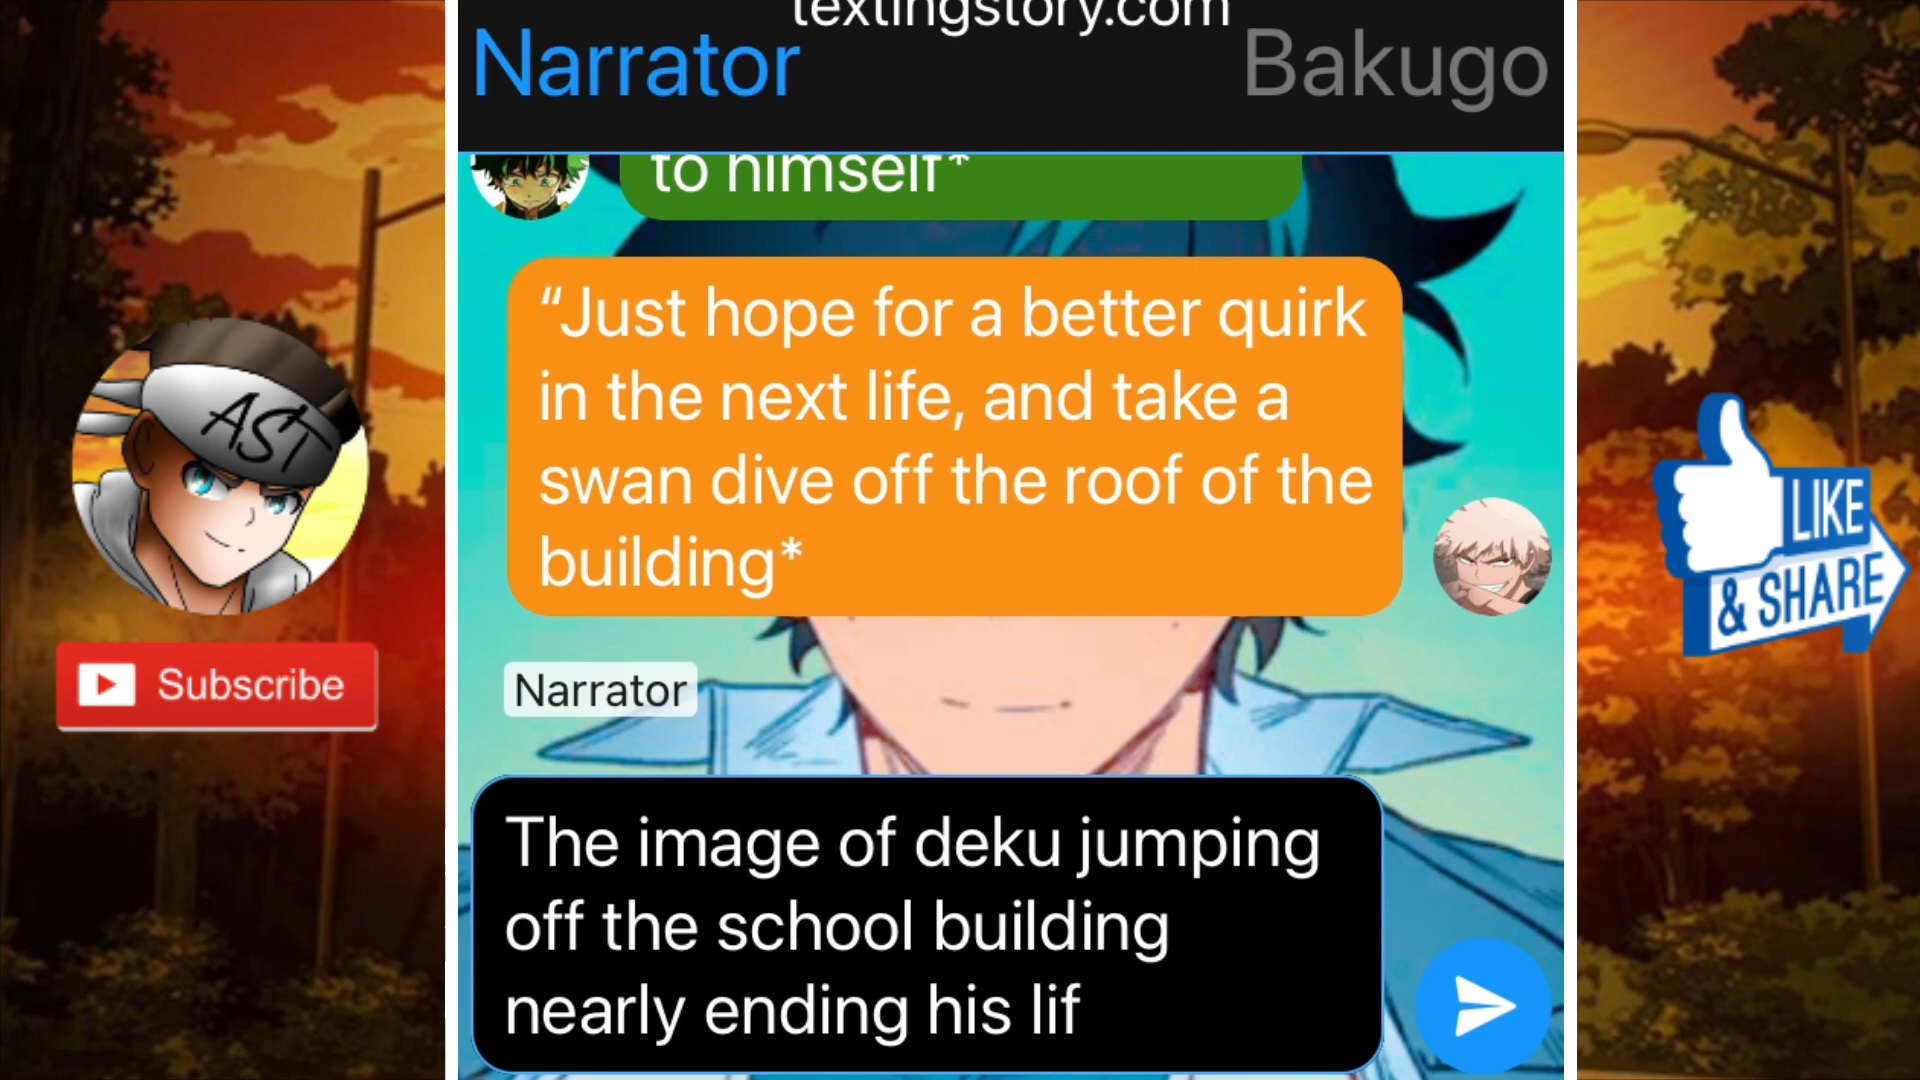 textingstory.com
Narrator
Bakugo
to himself*
“Just hope for a better quirk
in the next life, and take a
swan dive off the roof of the
building*
Narrator
The image of deku jumping
off the school building
nearly ending his lif
AST
Subscribe
LIKE
& SHARE